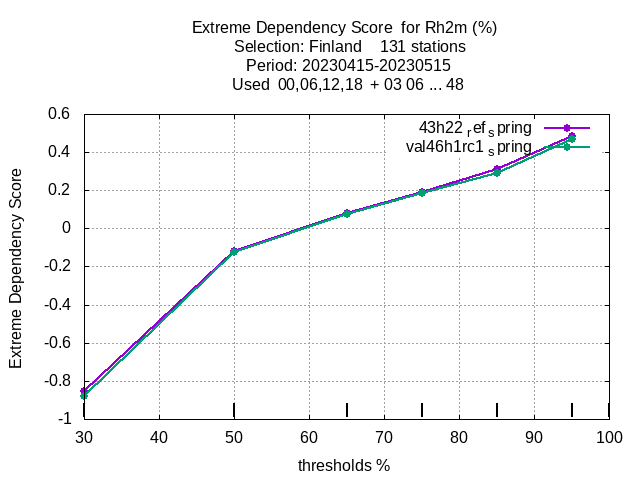 Extreme Dependency Score  for Rh2m (%)
Selection: Finland    131 stations
Period: 20230415-20230515
Used  00,06,12,18  + 03 06 ... 48
43h22 ref spring
val46h1rc1 spring
Extreme Dependency Score
0.6
0.4
0.2
0
-0.2
-0.4
-0.6
-0.8
-1
30 40 50 60 70 80 90 100
thresholds %